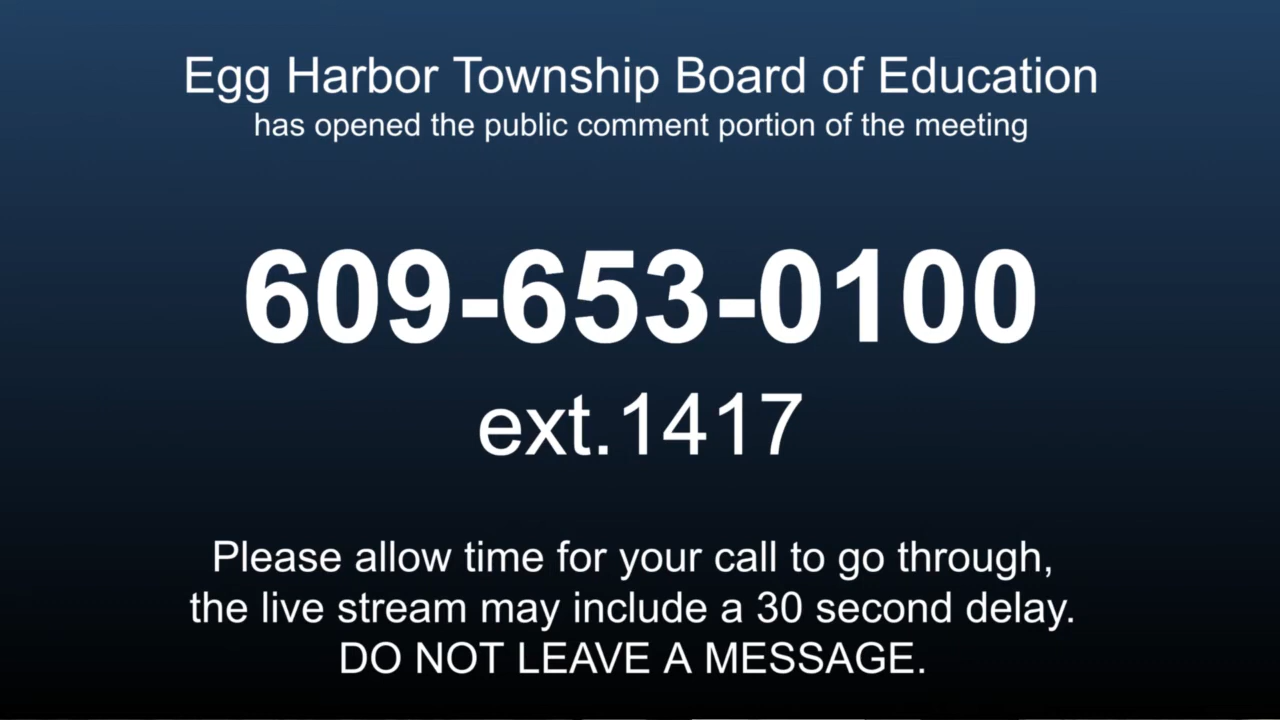 Egg Harbor Township Board of Education
has opened the public comment portion of the meeting
609-653-0100
ext.1417
Please allow time for your call to go through,
the live stream may include a 30 second delay.
DO NOT LEAVE A MESSAGE.